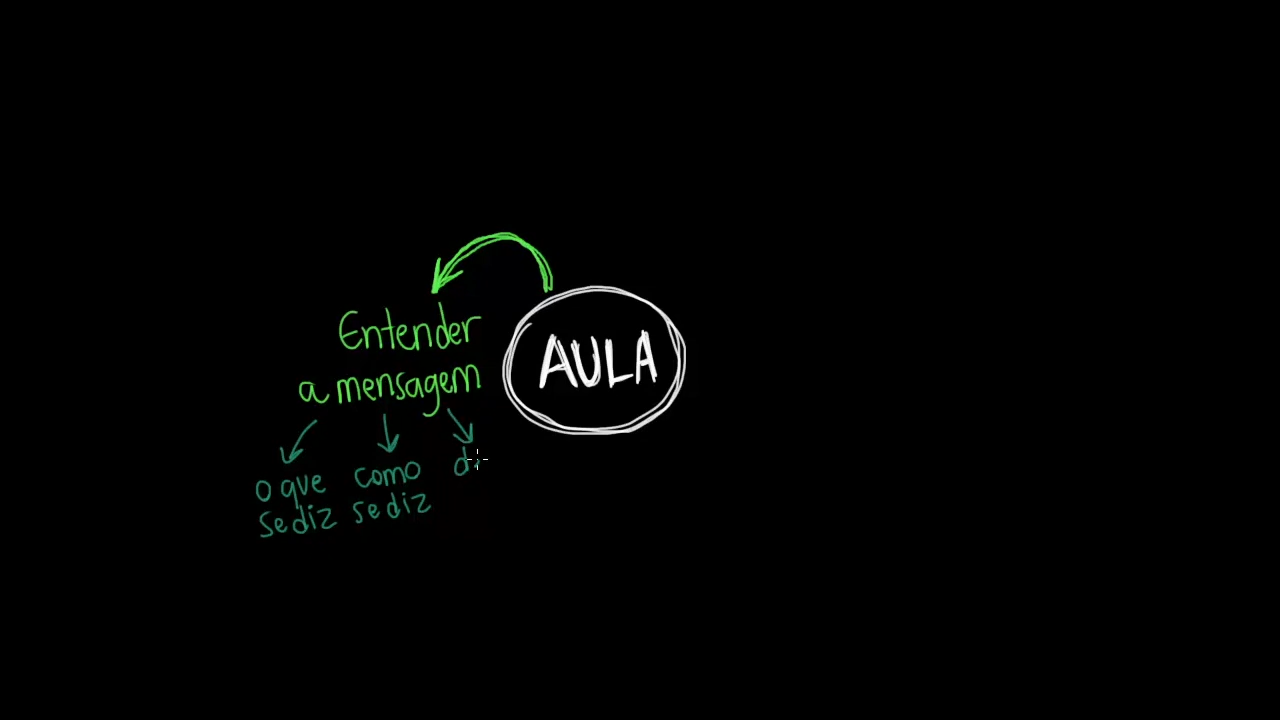 Entender
a mensagem
AULA
o que
se diz
como
se diz